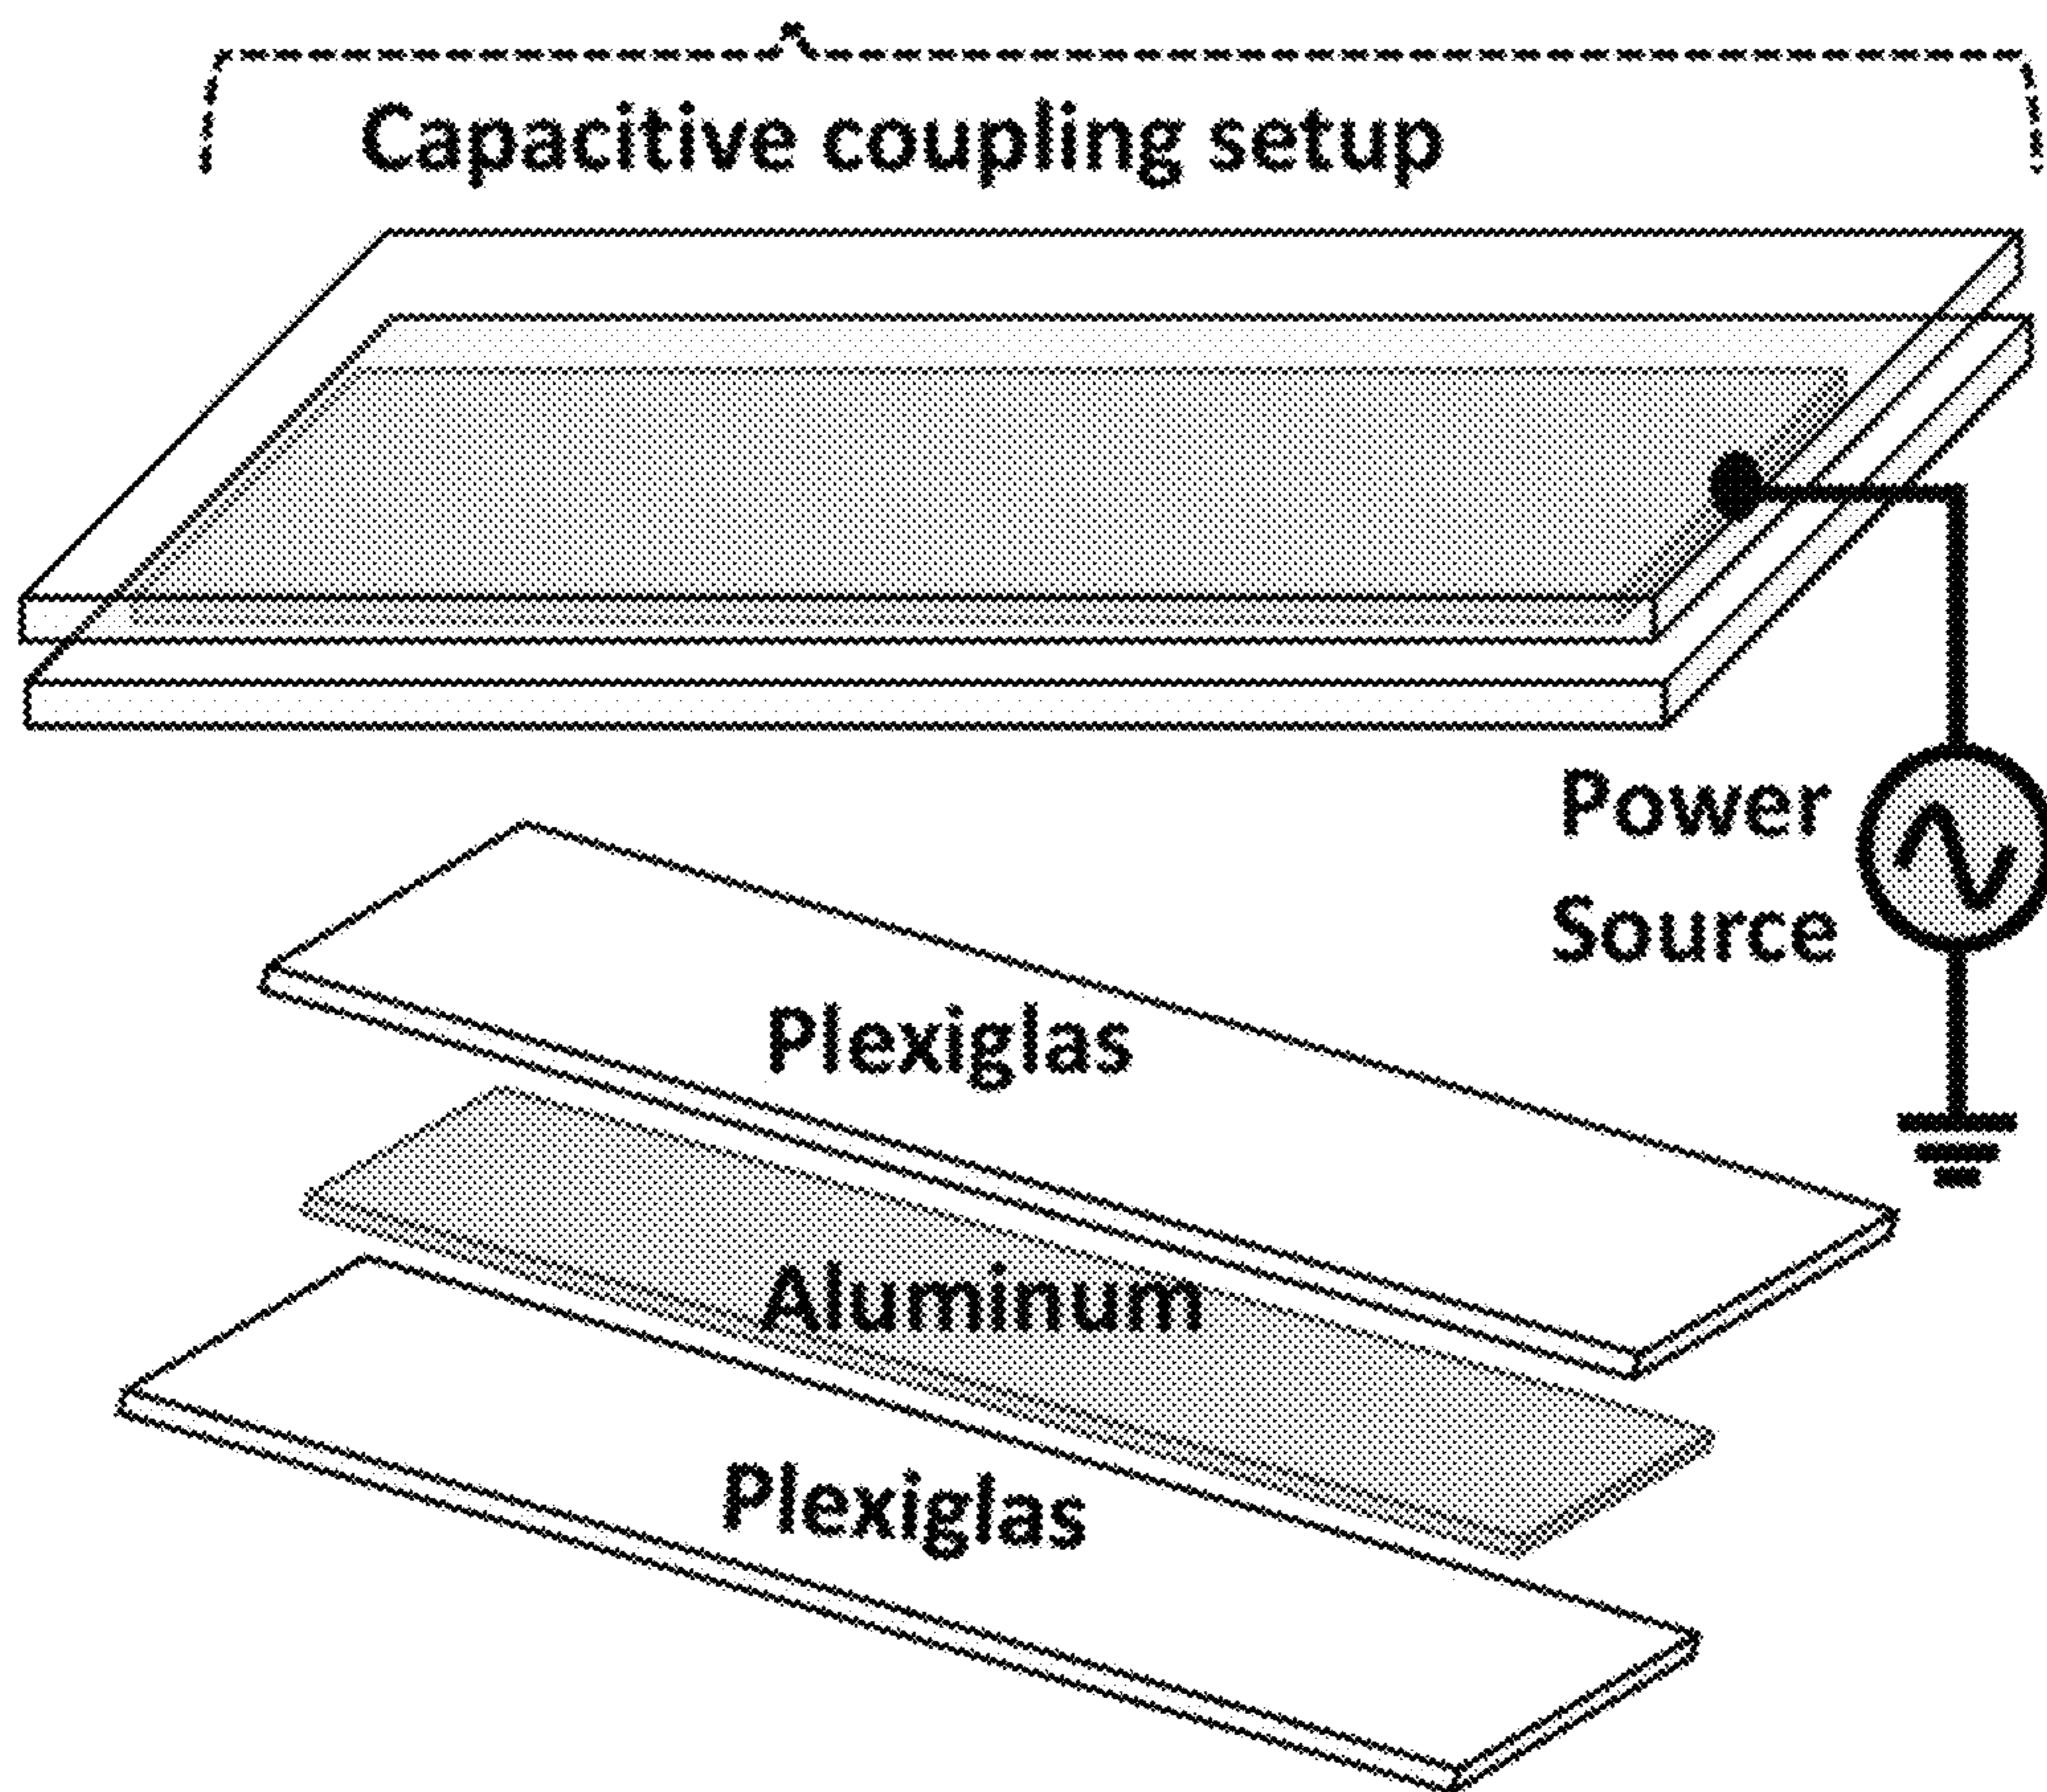 Capacitive coupling setup
Power
Source
Plexiglas
Aluminum
Plexiglas